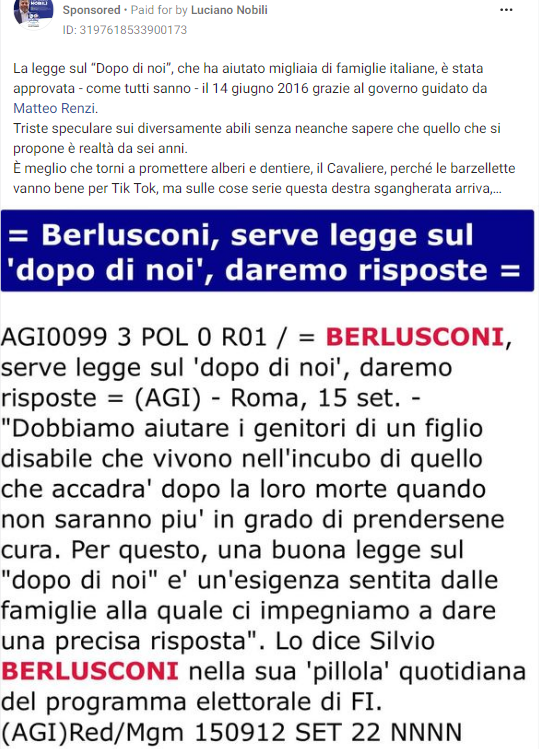 NOBILI
Sponsored • Paid for by Luciano Nobili
ID: 3197618533900173
La legge sul “Dopo di noi”, che ha aiutato migliaia di famiglie italiane, è stata
approvata - come tutti sanno - il 14 giugno 2016 grazie al governo guidato da
Matteo Renzi.
Triste speculare sui diversamente abili senza neanche sapere che quello che si
propone è realtà da sei anni.
È meglio che torni a promettere alberi e dentiere, il Cavaliere, perché le barzellette
vanno bene per Tik Tok, ma sulle cose serie questa destra sgangherata arriva,...
= Berlusconi, serve legge sul
'dopo di noi', daremo risposte =
AGI0099 3 POL 0 R01 / = BERLUSCONI,
serve legge sul 'dopo di noi', daremo
risposte = (AGI) - Roma, 15 set. -
"Dobbiamo aiutare i genitori di un figlio
disabile che vivono nell'incubo di quello
che accadra' dopo la loro morte quando
non saranno piu' in grado di prendersene
cura. Per questo, una buona legge sul
"dopo di noi" e' un'esigenza sentita dalle
famiglie alla quale ci impegniamo a dare
una precisa risposta". Lo dice Silvio
BERLUSCONI nella sua 'pillola' quotidiana
del programma elettorale di FI.
(AGI)Red/Mgm 150912 SET 22 NNNN